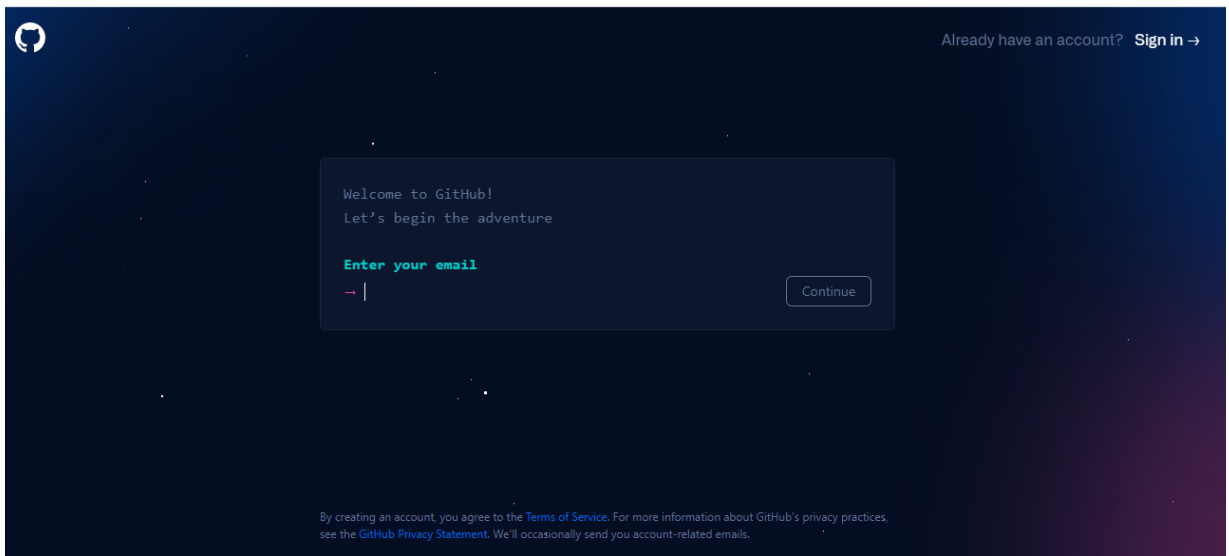 Already have an account? Sign in →
Welcome to GitHub!
Let’s begin the adventure
Enter your email
→
Continue
By creating an account, you agree to the Terms of Service. For more information about GitHub's privacy practices,
see the GitHub Privacy Statement. We'll occasionally send you account-related emails.